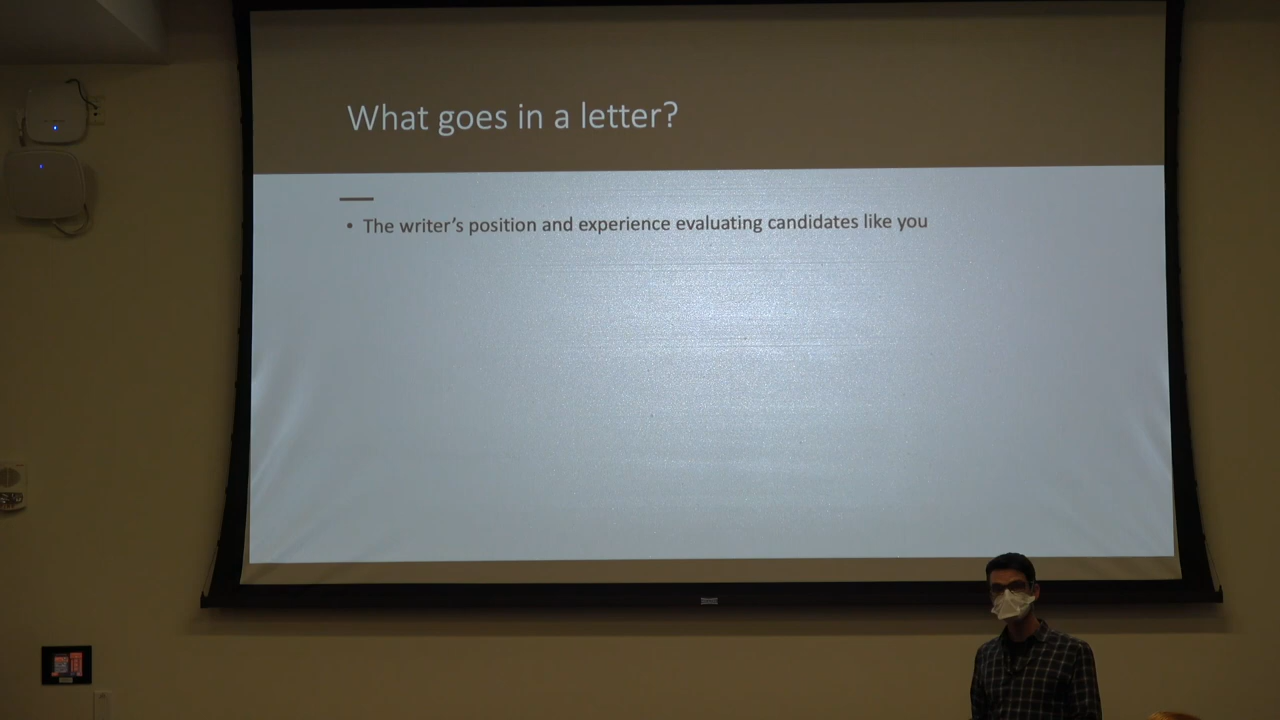 What goes in a letter?
• The writer's position and experience evaluating candidates like you